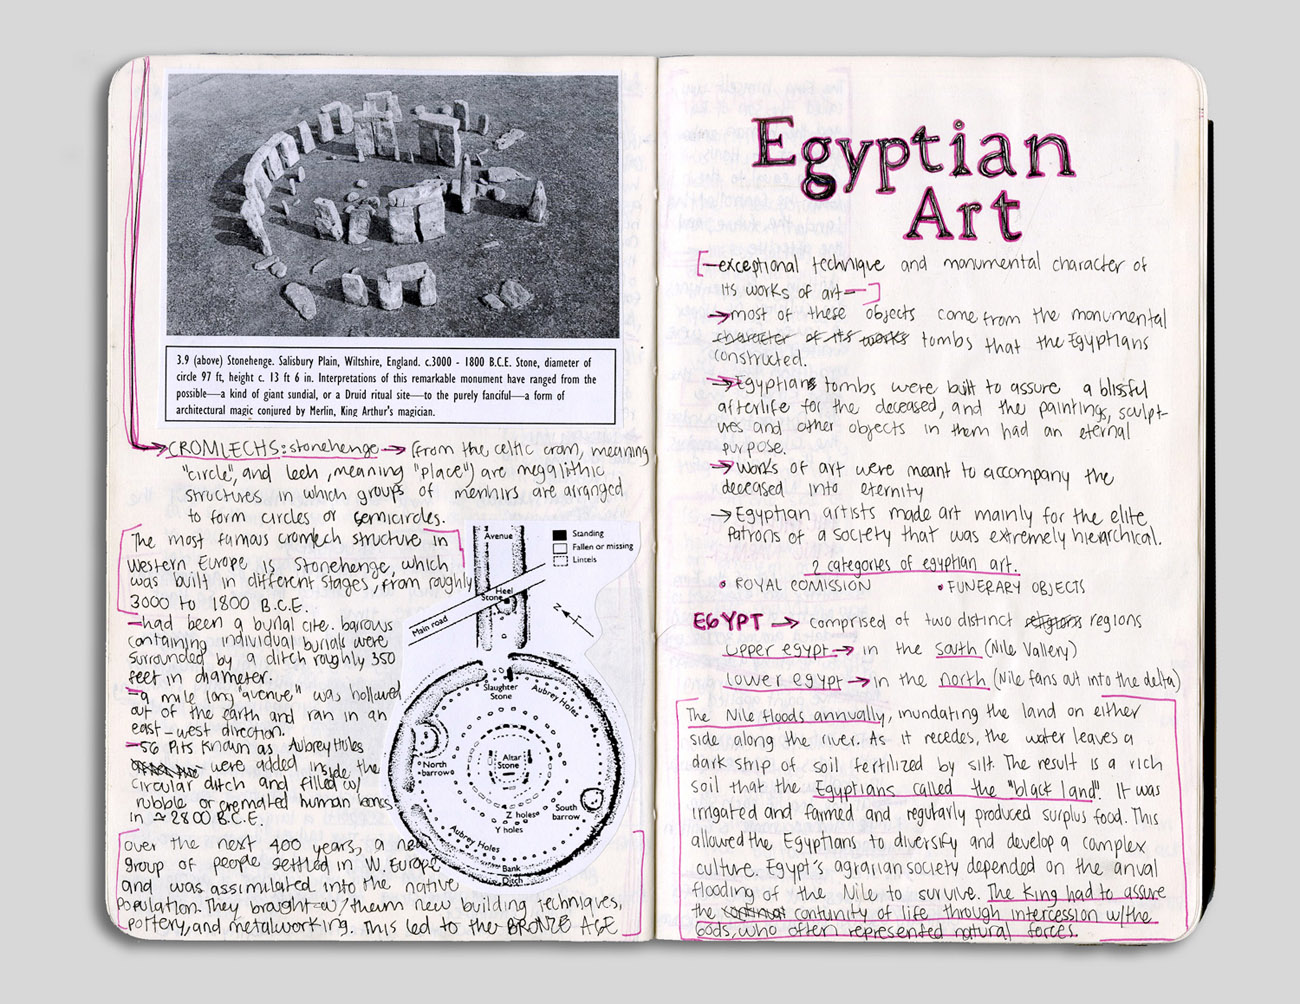 3.9 (above) Stonehenge. Salisbury Plain, Wiltshire, England. c.3000 - 1800 B.C.E. Stone, diameter of
circle 97 ft, height c. 13 ft 6 in. Interpretations of this remarkable monument have ranged from the
possible—a kind of giant sundial, or a Druid ritual site—to the purely fanciful—a form of
architectural magic conjured by Merlin, King Arthur's magician.
→CROMLECHS: stonehenge → (from the celtic cram, meaning
"circle", and lech, meaning "place") are megalithic
structures in which groups of menhirs are arranged
to form circles or semicircles.
The most famous cromlech structure in
Western Europe is Stonehenge, which
was built in different stages, from roughly
3000 to 1800 B.C.E.
-had been a burial cite. barrows
containing individual burials were
surrounded by a ditch roughly 350
feet in diameter.
-a mile long "avenue" was hollowed
out of the earth and ran in an
east-west direction.
-56 Pits known as Aubrey Holes
were added inside the
circular ditch and filled w/
rubble or cremated human bones
in ≃ 2800 B.C.E.
Over the next 400 years, a new
group of people settled in W. Europe
and was assimilated into the native
population. They brought w/ them new building techniques,
pottery, and metalworking. This led to the BRONZE AGE
Avenue
Standing
Fallen or missing
Lintels
Heel
Stone
Main road
N
Slaughter
Stone
Aubrey Holes
North
barrow
Altar
Stone
South
barrow
Z holes
Y holes
Aubrey Holes
Bank
Ditch
Egyptian
Art
[-exceptional technique and monumental character of
its works of art-]
→most of these objects come from the monumental
character of its works tombs that the Egyptians
constructed.
→Egyptian tombs were built to assure a blissful
afterlife for the deceased, and the paintings, sculpt-
ures and other objects in them had an eternal
purpose.
→Works of art were meant to accompany the
deceased into eternity
→Egyptian artists made art mainly for the elite
patrons of a society that was extremely hierarchical.
2 categories of egyptian art.
• ROYAL COMISSION • FUNERARY OBJECTS
EGYPT → comprised of two distinct religions regions
Upper egypt → in the south (Nile Vallery)
Lower egypt → in the north (Nile fans out into the delta)
The Nile floods annually, inundating the land on either
side along the river. As it recedes, the water leaves a
dark strip of soil fertilized by silt. The result is a rich
soil that the Egyptians called the "black land". It was
irrigated and farmed and regularly produced surplus food. This
allowed the Egyptians to diversify and develop a complex
culture. Egypt's agrarian society depended on the anual
flooding of the Nile to survive. The King had to assure
the contunity of life through intercession w/the
Gods, who often represented natural forces.